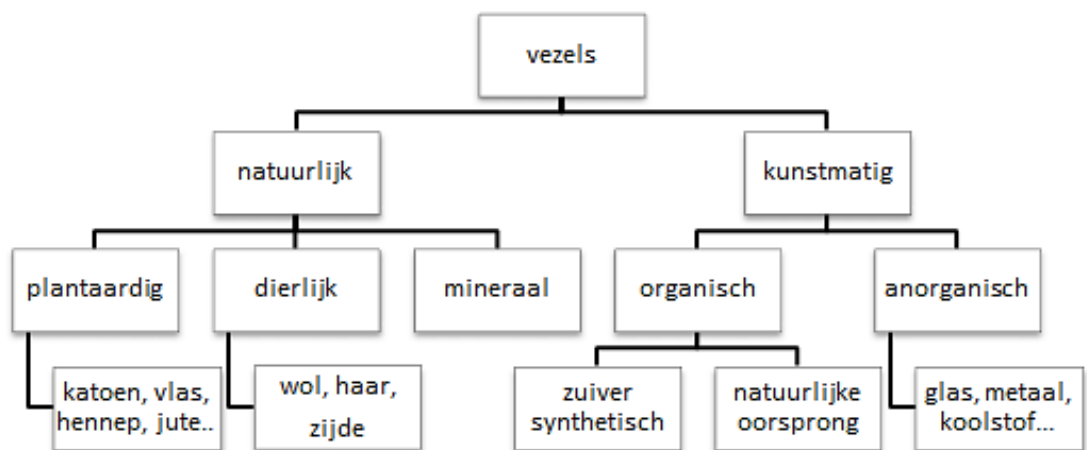 vezels
natuurlijk
kunstmatig
plantaardig
dierlijk
mineraal
organisch
anorganisch
katoen, vlas,
hennep, jute..
wol, haar,
zijde
zuiver
synthetisch
natuurlijke
oorsprong
glas, metaal,
koolstof...